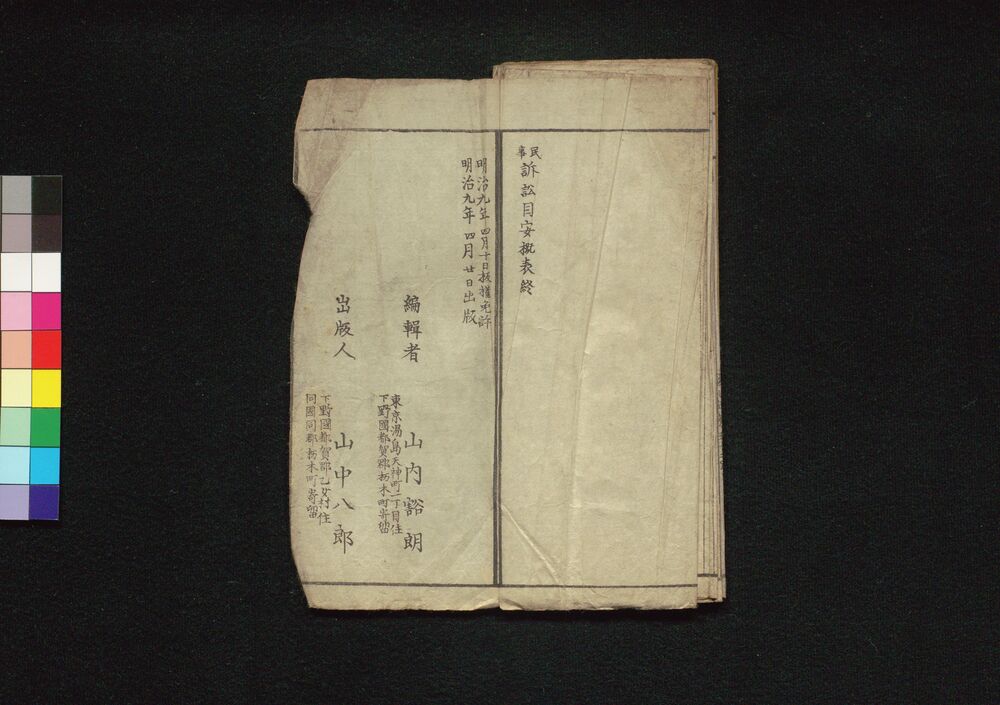 民事訴訟目安概表終
明治九年四月十日板権免許
明治九年四月廿日出版
編輯者
東京湯島天神町一丁目住
下野國都賀郡栃木町寄留
山内豁朗
出版人
下野國都賀郡乙女村住
同國同郡栃木町寄留
山中八郎